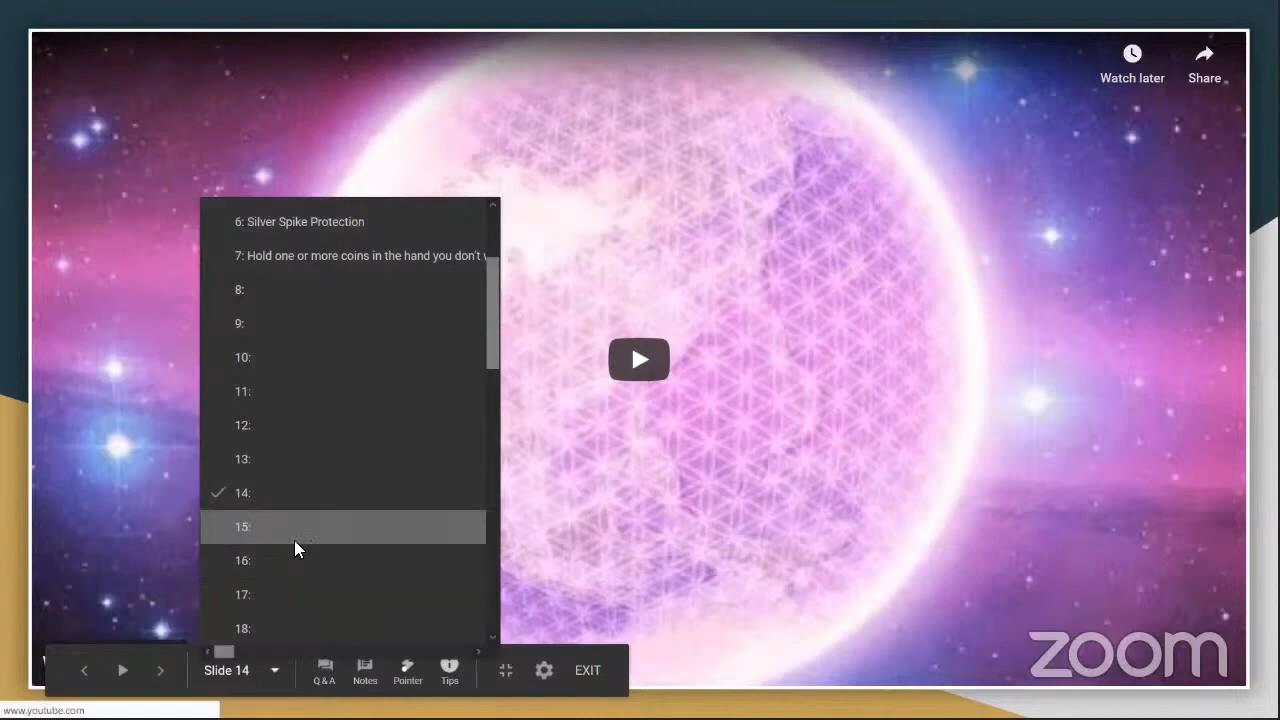 Watch later
Share
6: Silver Spike Protection
7: Hold one or more coins in the hand you don't
8:
9:
10:
11:
12:
13:
14:
15:
16:
17:
18:
Slide 14
Q & A
Notes
Pointer
Tips
EXIT
zoom
www.youtube.com